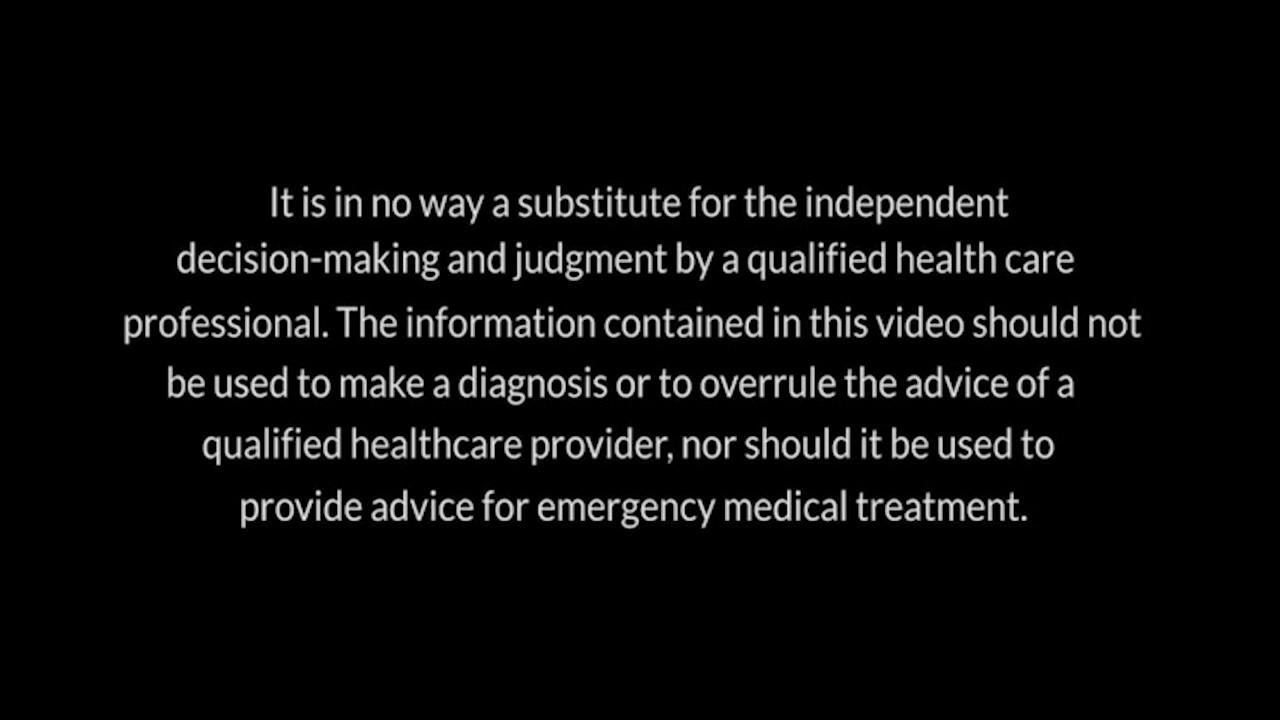 It is in no way a substitute for the independent
decision-making and judgment by a qualified health care
professional. The information contained in this video should not
be used to make a diagnosis or to overrule the advice of a
qualified healthcare provider, nor should it be used to
provide advice for emergency medical treatment.